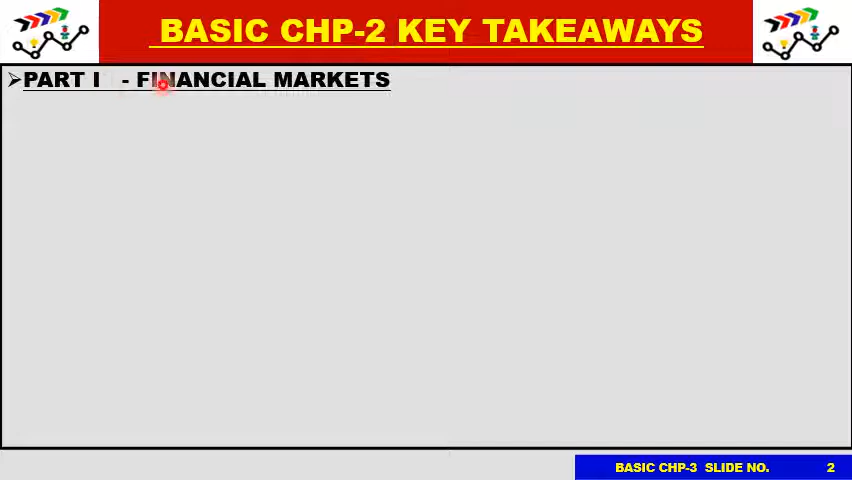 BASIC CHP-2 KEY TAKEAWAYS
➢PART I - FINANCIAL MARKETS
BASIC CHP-3 SLIDE NO. 2